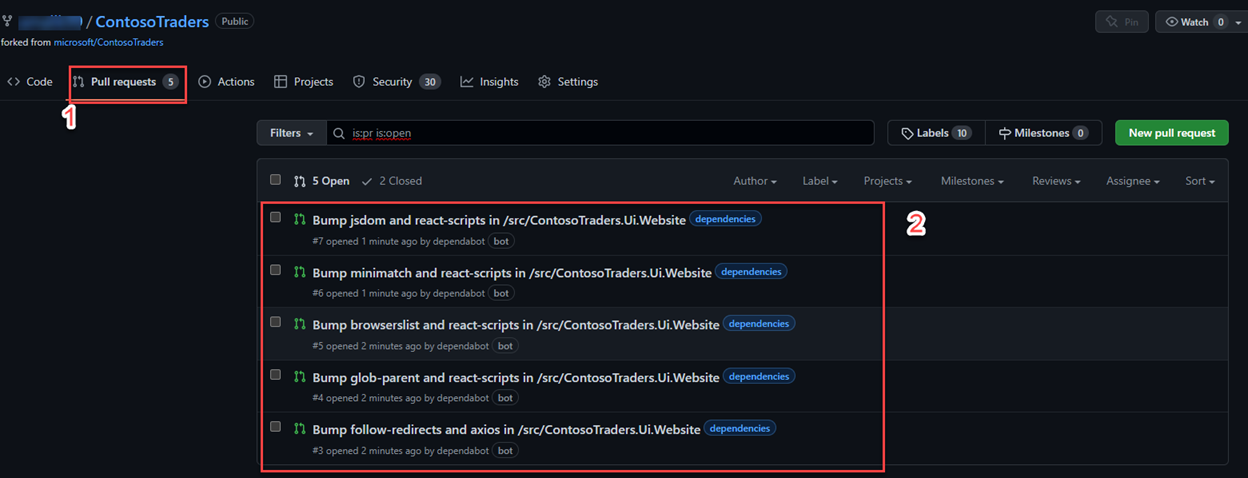 / ContosoTraders Public Pin Watch 0
forked from microsoft/ContosoTraders
Code Pull requests 5 Actions Projects Security 30 Insights Settings
1
Filters is:pr is:open Labels 10 Milestones 0 New pull request
5 Open 2 Closed Author Label Projects Milestones Reviews Assignee Sort
Bump jsdom and react-scripts in /src/ContosoTraders.Ui.Website dependencies
2
#7 opened 1 minute ago by dependabot bot
Bump minimatch and react-scripts in /src/ContosoTraders.Ui.Website dependencies
#6 opened 1 minute ago by dependabot bot
Bump browserslist and react-scripts in /src/ContosoTraders.Ui.Website dependencies
#5 opened 2 minutes ago by dependabot bot
Bump glob-parent and react-scripts in /src/ContosoTraders.Ui.Website dependencies
#4 opened 2 minutes ago by dependabot bot
Bump follow-redirects and axios in /src/ContosoTraders.Ui.Website dependencies
#3 opened 2 minutes ago by dependabot bot